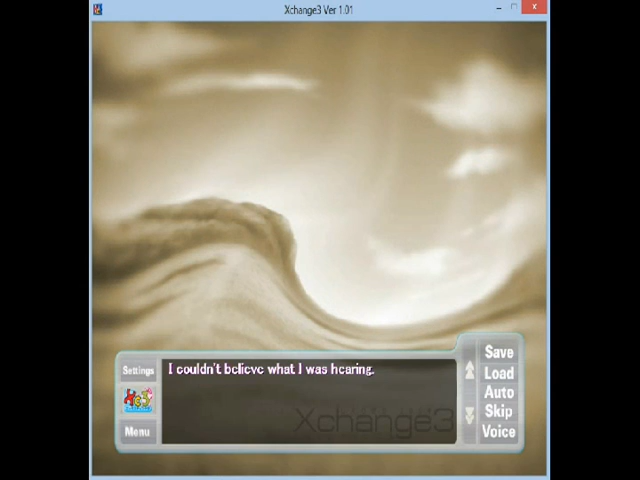 Xchange3 Ver 1.01
Save
Settings
I couldn't believe what I was hearing.
Load
Auto
Skip
Xchange3
Menu
Voice